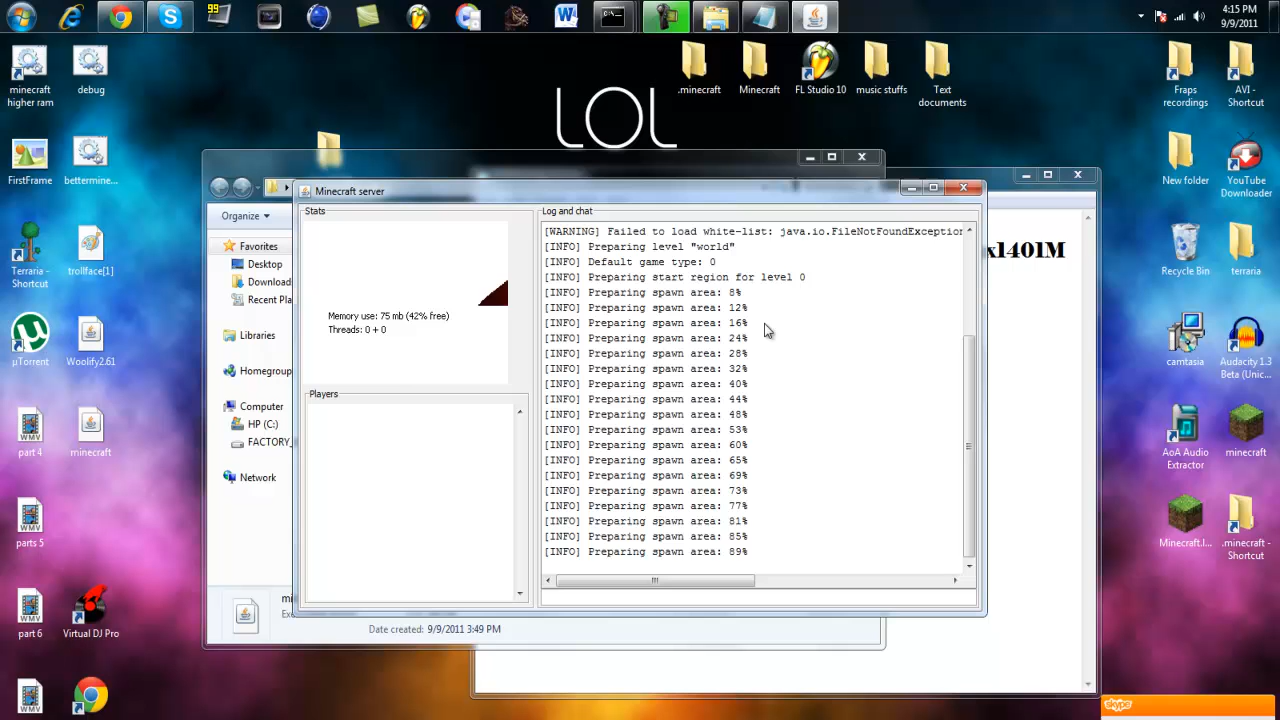 99
4:15 PM
9/9/2011
minecraft higher ram
debug
.minecraft
Minecraft
FL Studio 10
music stuffs
Text documents
Fraps recordings
AVI - Shortcut
LOL
FirstFrame
bettermine...
New folder
YouTube Downloader
Terraria - Shortcut
trollface[1]
Recycle Bin
terraria
µTorrent
Woolify2.61
camtasia
Audacity 1.3 Beta (Unic...
part 4
minecraft
AoA Audio Extractor
minecraft
parts 5
Minecraft.l...
.minecraft - Shortcut
part 6
Virtual DJ Pro
x1401M
Organize
Favorites
Desktop
Download
Recent Pla
Libraries
Homegroup
Computer
HP (C:)
FACTORY_
Network
mi
Date created: 9/9/2011 3:49 PM
Minecraft server
Stats
Memory use: 75 mb (42% free)
Threads: 0 + 0
Players
Log and chat
[WARNING] Failed to load white-list: java.io.FileNotFoundException
[INFO] Preparing level "world"
[INFO] Default game type: 0
[INFO] Preparing start region for level 0
[INFO] Preparing spawn area: 8%
[INFO] Preparing spawn area: 12%
[INFO] Preparing spawn area: 16%
[INFO] Preparing spawn area: 24%
[INFO] Preparing spawn area: 28%
[INFO] Preparing spawn area: 32%
[INFO] Preparing spawn area: 40%
[INFO] Preparing spawn area: 44%
[INFO] Preparing spawn area: 48%
[INFO] Preparing spawn area: 53%
[INFO] Preparing spawn area: 60%
[INFO] Preparing spawn area: 65%
[INFO] Preparing spawn area: 69%
[INFO] Preparing spawn area: 73%
[INFO] Preparing spawn area: 77%
[INFO] Preparing spawn area: 81%
[INFO] Preparing spawn area: 85%
[INFO] Preparing spawn area: 89%
skype